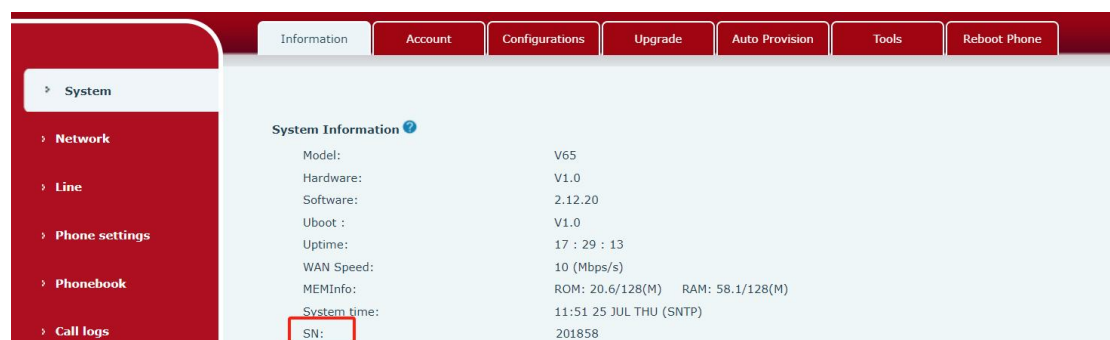 Information Account Configurations Upgrade Auto Provision Tools Reboot Phone
System
Network
Line
Phone settings
Phonebook
Call logs
System Information
Model: V65
Hardware: V1.0
Software: 2.12.20
Uboot : V1.0
Uptime: 17 : 29 : 13
WAN Speed: 10 (Mbps/s)
MEMInfo: ROM: 20.6/128(M) RAM: 58.1/128(M)
System time: 11:51 25 JUL THU (SNTP)
SN: 201858